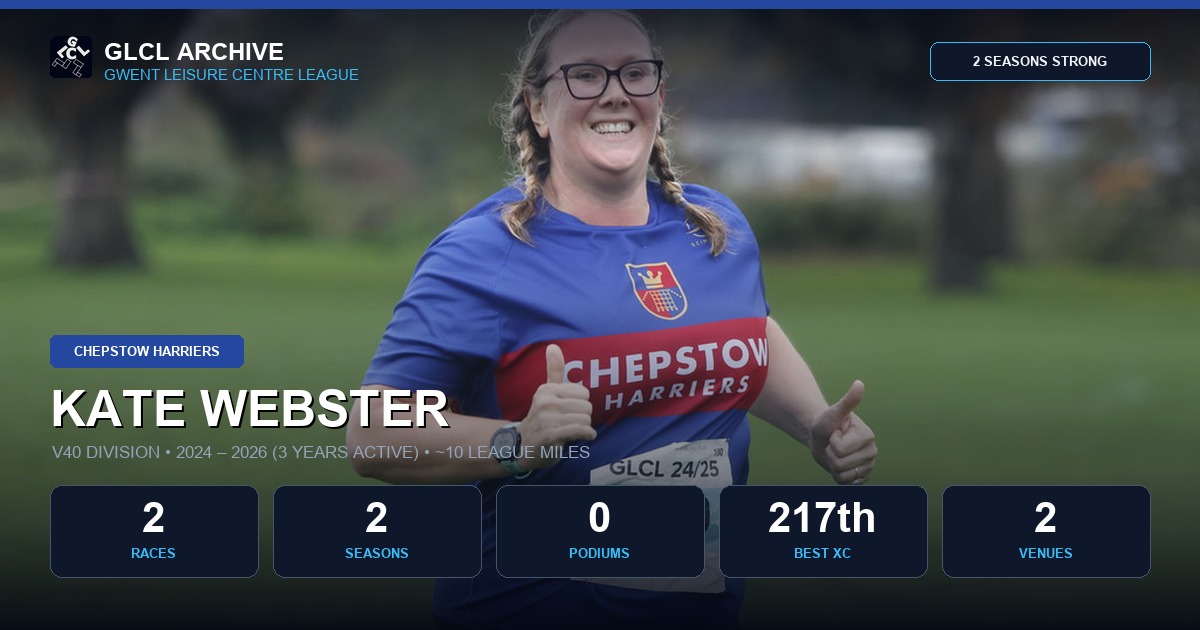 GLCL ARCHIVE
GWENT LEISURE CENTRE LEAGUE
2 SEASONS STRONG
CHEPSTOW
HARRIERS
GLCL 24/25
CHEPSTOW HARRIERS
KATE WEBSTER
V40 DIVISION • 2024 – 2026 (3 YEARS ACTIVE) • ~10 LEAGUE MILES
2
RACES
2
SEASONS
0
PODIUMS
217th
BEST XC
2
VENUES